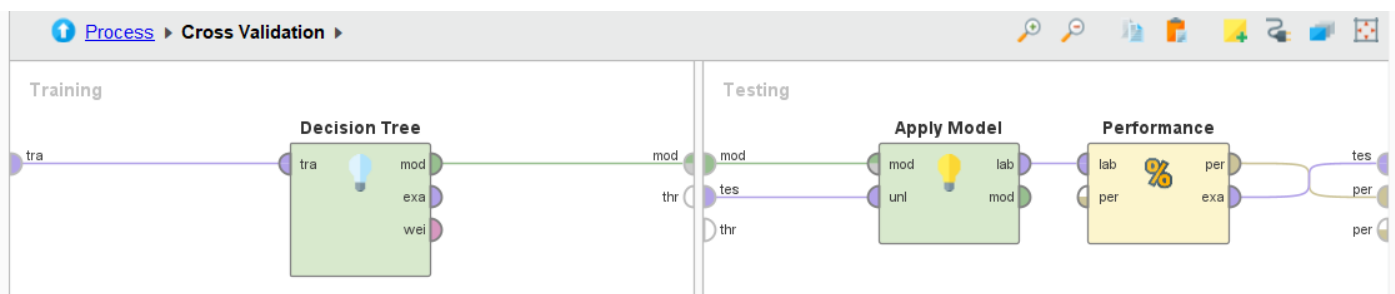 Process ▸ Cross Validation ▸
Training
Testing
Decision Tree
Apply Model
Performance
tra
tra
mod
mod
mod
mod
lab
lab
per
tes
exa
thr
tes
unl
mod
per
exa
per
wei
thr
per